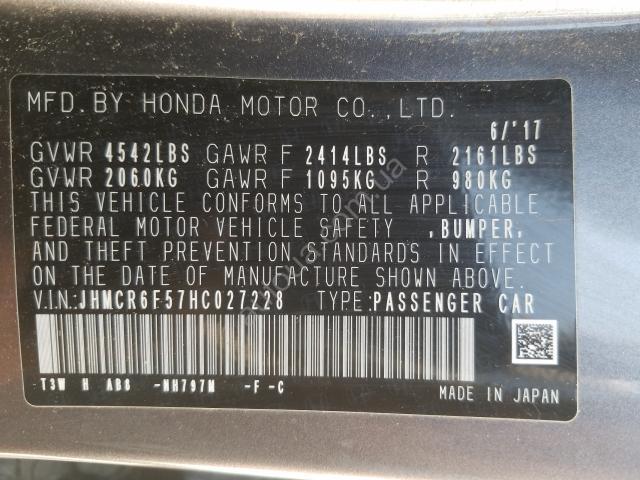 MFD. BY HONDA MOTOR CO., LTD.
6/'17
GVWR 4542LBS GAWR F 2414LBS R 2161LBS
GVWR 2060KG GAWR F 1095KG R 980KG
THIS VEHICLE CONFORMS TO ALL APPLICABLE
FEDERAL MOTOR VEHICLE SAFETY , BUMPER,
AND THEFT PREVENTION STANDARDS IN EFFECT
ON THE DATE OF MANUFACTURE SHOWN ABOVE.
V.I.N.:JHMCR6F57HC027228 TYPE:PASSENGER CAR
T3W H AB8 -NH797M -F -C
MADE IN JAPAN